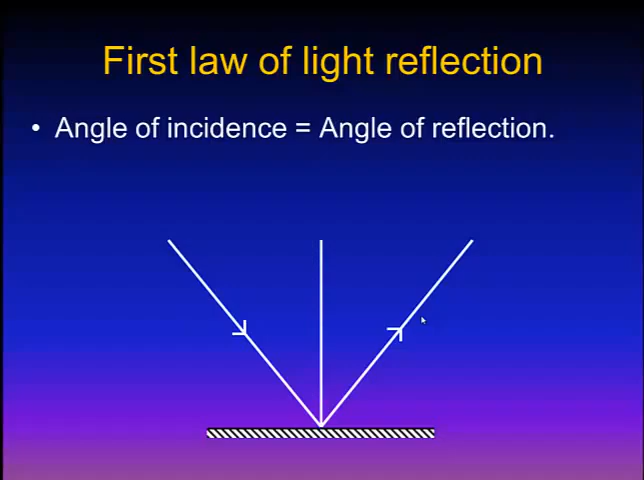 First law of light reflection
• Angle of incidence = Angle of reflection.